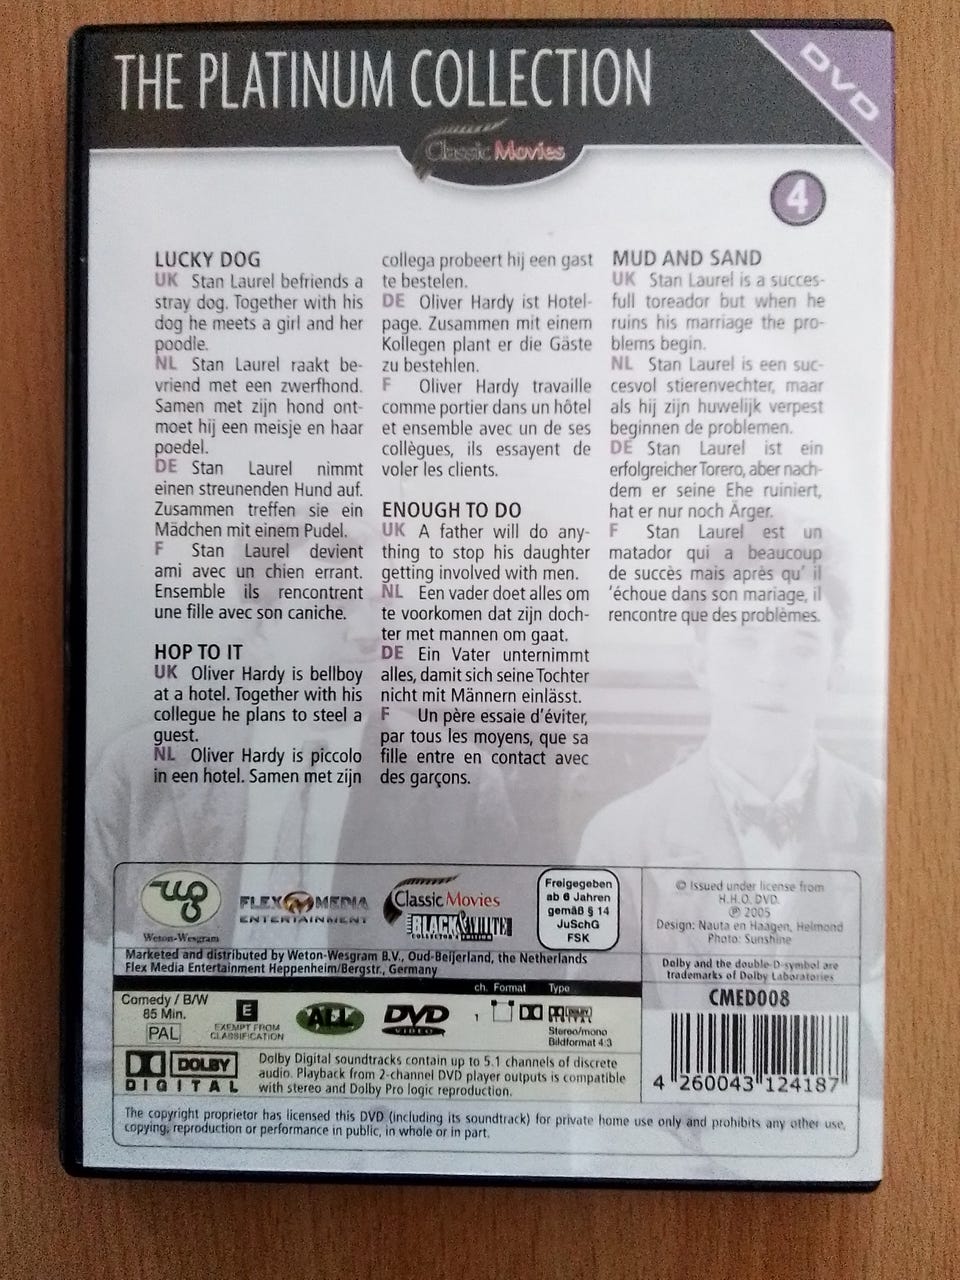 THE PLATINUM COLLECTION
DVD
Classic Movies
4
LUCKY DOG
UK Stan Laurel befriends a
stray dog. Together with his
dog he meets a girl and her
poodle.
NL Stan Laurel raakt be-
vriend met een zwerfhond.
Samen met zijn hond ont-
moet hij een meisje en haar
poedel.
DE Stan Laurel nimmt
einen streunenden Hund auf.
Zusammen treffen sie ein
Mädchen mit einem Pudel.
F Stan Laurel devient
ami avec un chien errant.
Ensemble ils rencontrent
une fille avec son caniche.
HOP TO IT
UK Oliver Hardy is bellboy
at a hotel. Together with his
collegue he plans to steel a
guest.
NL Oliver Hardy is piccolo
in een hotel. Samen met zijn
collega probeert hij een gast
te bestelen.
DE Oliver Hardy ist Hotel-
page. Zusammen mit einem
Kollegen plant er die Gäste
zu bestehlen.
F Oliver Hardy travaille
comme portier dans un hôtel
et ensemble avec un de ses
collègues, ils essayent de
voler les clients.
ENOUGH TO DO
UK A father will do any-
thing to stop his daughter
getting involved with men.
NL Een vader doet alles om
te voorkomen dat zijn doch-
ter met mannen om gaat.
DE Ein Vater unternimmt
alles, damit sich seine Tochter
nicht mit Männern einlässt.
F Un père essaie d'éviter,
par tous les moyens, que sa
fille entre en contact avec
des garçons.
MUD AND SAND
UK Stan Laurel is a succes-
full toreador but when he
ruins his marriage the pro-
blems begin.
NL Stan Laurel is een suc-
cesvol stierenvechter, maar
als hij zijn huwelijk verpest
beginnen de problemen.
DE Stan Laurel ist ein
erfolgreicher Torero, aber nach-
dem er seine Ehe ruiniert,
hat er nur noch Ärger.
F Stan Laurel est un
matador qui a beaucoup
de succès mais après qu' il
'échoue dans son mariage, il
rencontre que des problèmes.
wg
Weton-Wesgram
FLEX MEDIA
ENTERTAINMENT
Classic Movies
BLACK & WHITE
COLLECTOR'S EDITION
Freigegeben
ab 6 Jahren
gemäß § 14
JuSchG
FSK
© Issued under license from
H.H.O. DVD.
℗ 2005
Design: Nauta en Haagen, Helmond
Photo: Sunshine
Marketed and distributed by Weton-Wesgram B.V., Oud-Beijerland, the Netherlands
Flex Media Entertainment Heppenheim/Bergstr., Germany
Dolby and the double-D symbol are
trademarks of Dolby Laboratories
ch. Format Type
Comedy / B/W
85 Min.
PAL
E
EXEMPT FROM
CLASSIFICATION
ALL
DVD
VIDEO
1
DOLBY
DIGITAL
Stereo/mono
Bildformat 4:3
CMED008
4 260043 124187
DOLBY
DIGITAL
Dolby Digital soundtracks contain up to 5.1 channels of discrete
audio. Playback from 2-channel DVD player outputs is compatible
with stereo and Dolby Pro logic reproduction.
The copyright proprietor has licensed this DVD (including its soundtrack) for private home use only and prohibits any other use,
copying, reproduction or performance in public, in whole or in part.